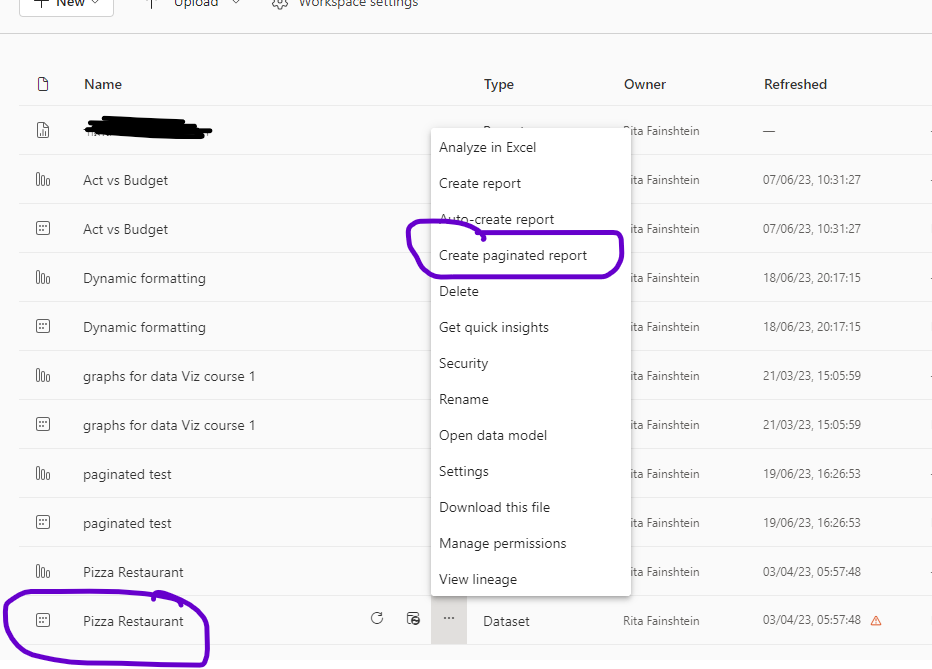 New Upload Workspace settings
Name Type Owner Refreshed
Rita Fainshtein —
Analyze in Excel
Act vs Budget ita Fainshtein 07/06/23, 10:31:27
Create report
Auto-create report
Act vs Budget ita Fainshtein 07/06/23, 10:31:27
Create paginated report
Dynamic formatting ita Fainshtein 18/06/23, 20:17:15
Delete
Dynamic formatting ita Fainshtein 18/06/23, 20:17:15
Get quick insights
Security
graphs for data Viz course 1 ita Fainshtein 21/03/23, 15:05:59
Rename
graphs for data Viz course 1 ita Fainshtein 21/03/23, 15:05:59
Open data model
paginated test ita Fainshtein 19/06/23, 16:26:53
Settings
Download this file
paginated test ita Fainshtein 19/06/23, 16:26:53
Manage permissions
Pizza Restaurant ita Fainshtein 03/04/23, 05:57:48
View lineage
Pizza Restaurant ... Dataset Rita Fainshtein 03/04/23, 05:57:48